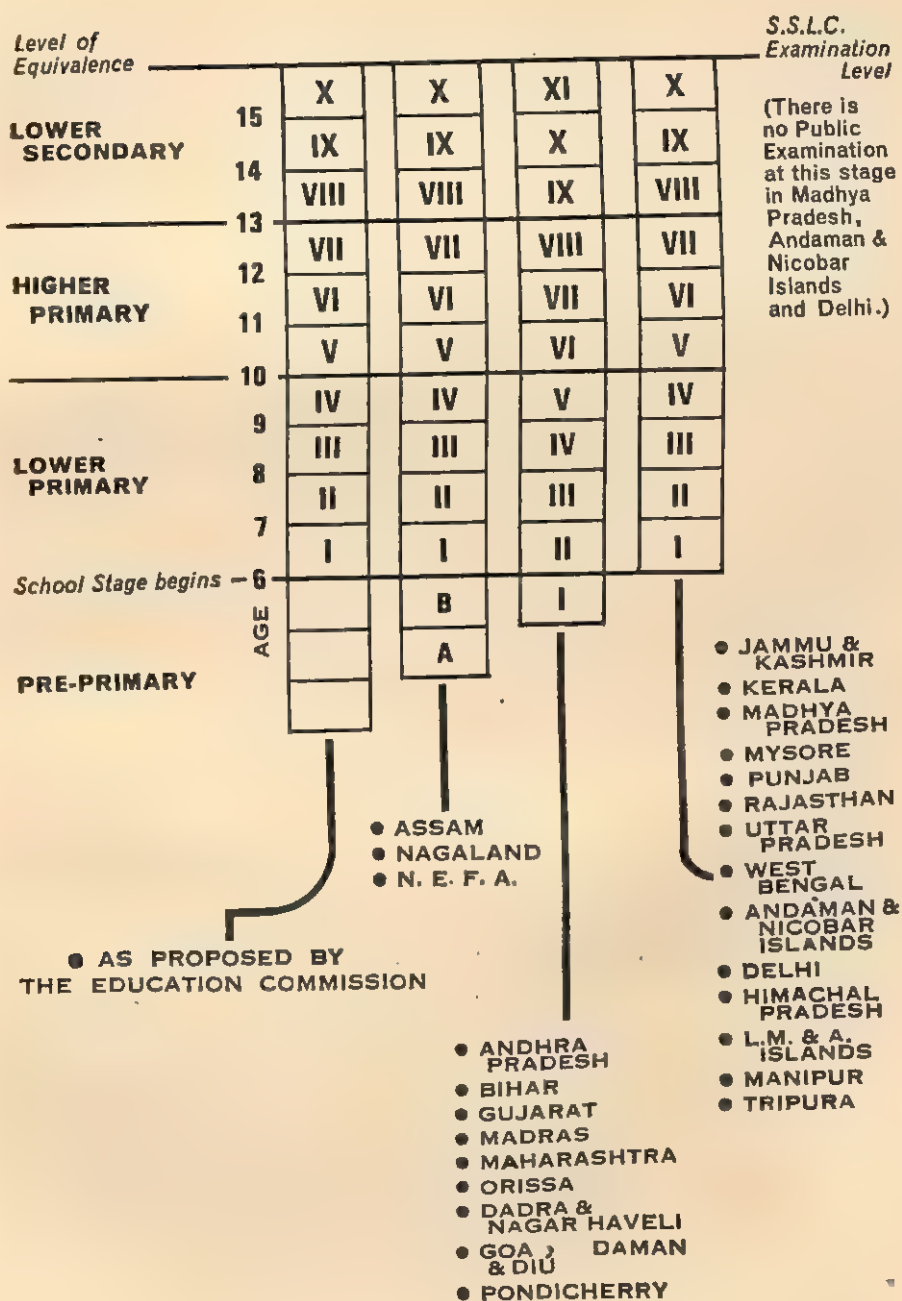 Level of
Equivalence
S.S.L.C.
Examination
Level
(There is
no Public
Examination
at this stage
in Madhya
Pradesh,
Andaman &
Nicobar
Islands
and Delhi.)
LOWER
SECONDARY
HIGHER
PRIMARY
LOWER
PRIMARY
School Stage begins
PRE-PRIMARY
AGE
15
14
13
12
11
10
9
8
7
6
X
IX
VIII
VII
VI
V
IV
III
II
I
X
IX
VIII
VII
VI
V
IV
III
II
I
B
A
XI
X
IX
VIII
VII
VI
V
IV
III
II
I
X
IX
VIII
VII
VI
V
IV
III
II
I
• AS PROPOSED BY
THE EDUCATION COMMISSION
• ASSAM
• NAGALAND
• N. E. F. A.
• ANDHRA
PRADESH
• BIHAR
• GUJARAT
• MADRAS
• MAHARASHTRA
• ORISSA
• DADRA &
NAGAR HAVELI
• GOA, DAMAN
& DIU
• PONDICHERRY
• JAMMU &
KASHMIR
• KERALA
• MADHYA
PRADESH
• MYSORE
• PUNJAB
• RAJASTHAN
• UTTAR
PRADESH
• WEST
BENGAL
• ANDAMAN &
NICOBAR
ISLANDS
• DELHI
• HIMACHAL
PRADESH
• L.M. & A.
ISLANDS
• MANIPUR
• TRIPURA